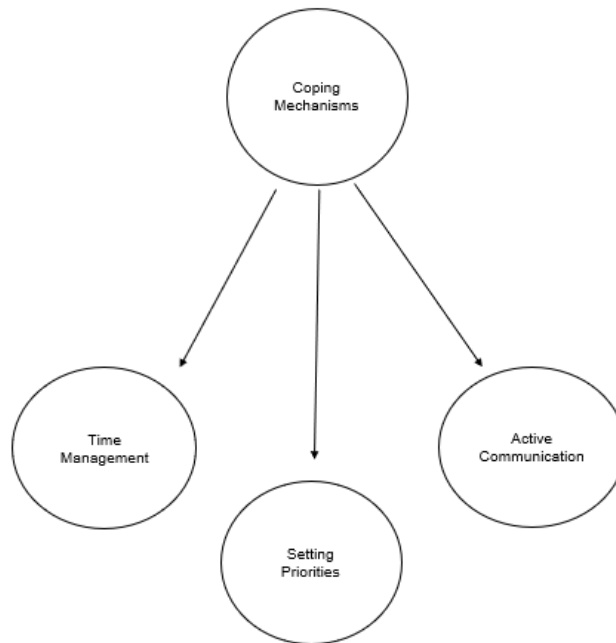 Coping
Mechanisms
Time
Management
Active
Communication
Setting
Priorities